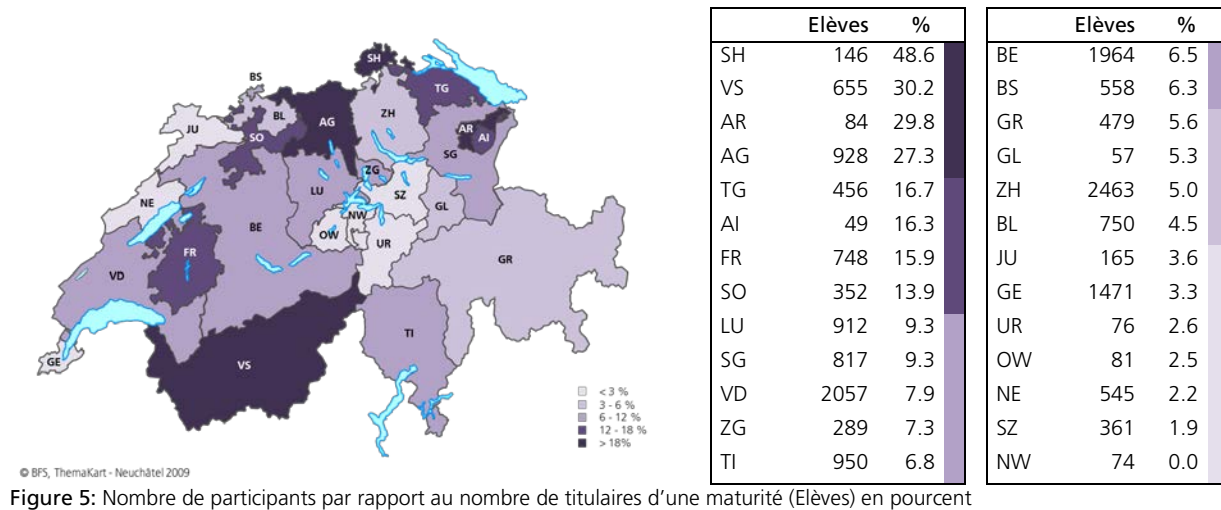 SH
BS
TG
JU
BL
AG
ZH
SO
AR
AI
SG
NE
LU
ZG
SZ
GL
BE
NW
OW
UR
FR
GR
VD
TI
GE
VS
< 3 %
3 - 6 %
6 - 12 %
12 - 18 %
> 18%
© BFS, ThemaKart - Neuchâtel 2009
Elèves %
SH 146 48.6
VS 655 30.2
AR 84 29.8
AG 928 27.3
TG 456 16.7
AI 49 16.3
FR 748 15.9
SO 352 13.9
LU 912 9.3
SG 817 9.3
VD 2057 7.9
ZG 289 7.3
TI 950 6.8
Elèves %
BE 1964 6.5
BS 558 6.3
GR 479 5.6
GL 57 5.3
ZH 2463 5.0
BL 750 4.5
JU 165 3.6
GE 1471 3.3
UR 76 2.6
OW 81 2.5
NE 545 2.2
SZ 361 1.9
NW 74 0.0
Figure 5: Nombre de participants par rapport au nombre de titulaires d'une maturité (Elèves) en pourcent